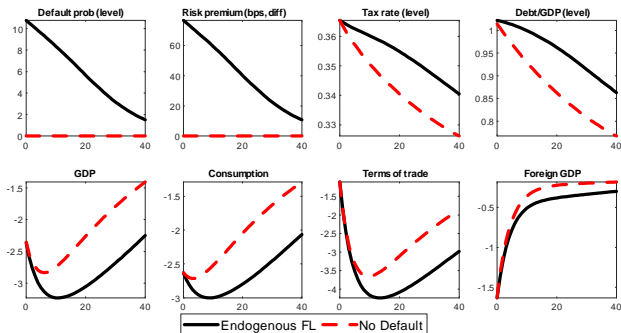 Default prob (level)
Risk premium (bps, diff)
Tax rate (level)
Debt/GDP (level)
10
8
6
4
2
0
0 20 40
60
40
20
0
0 20 40
0.36
0.35
0.34
0.33
0 20 40
1
0.95
0.9
0.85
0.8
0 20 40
GDP
Consumption
Terms of trade
Foreign GDP
-1.5
-2
-2.5
-3
0 20 40
-1.5
-2
-2.5
-3
0 20 40
-1.5
-2
-2.5
-3
-3.5
-4
0 20 40
-0.5
-1
-1.5
0 20 40
Endogenous FL
No Default